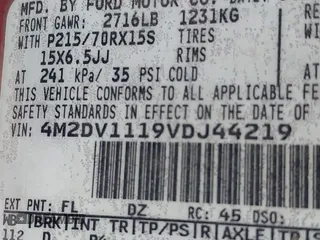 MFD. BY FORD MOTOR CO.
FRONT GAWR: 2716LB 1231KG
WITH P215/70RX15S TIRES
15X6.5JJ RIMS
AT 241 kPa/ 35 PSI COLD
THIS VEHICLE CONFORMS TO ALL APPLICABLE FE
SAFETY STANDARDS IN EFFECT ON THE DATE OF
VIN: 4M2DV1119VDJ44219
EXT PNT: FL DZ RC: 45 DSO:
WB BRK INT TR TP/PS R AXLE TP S
112 D